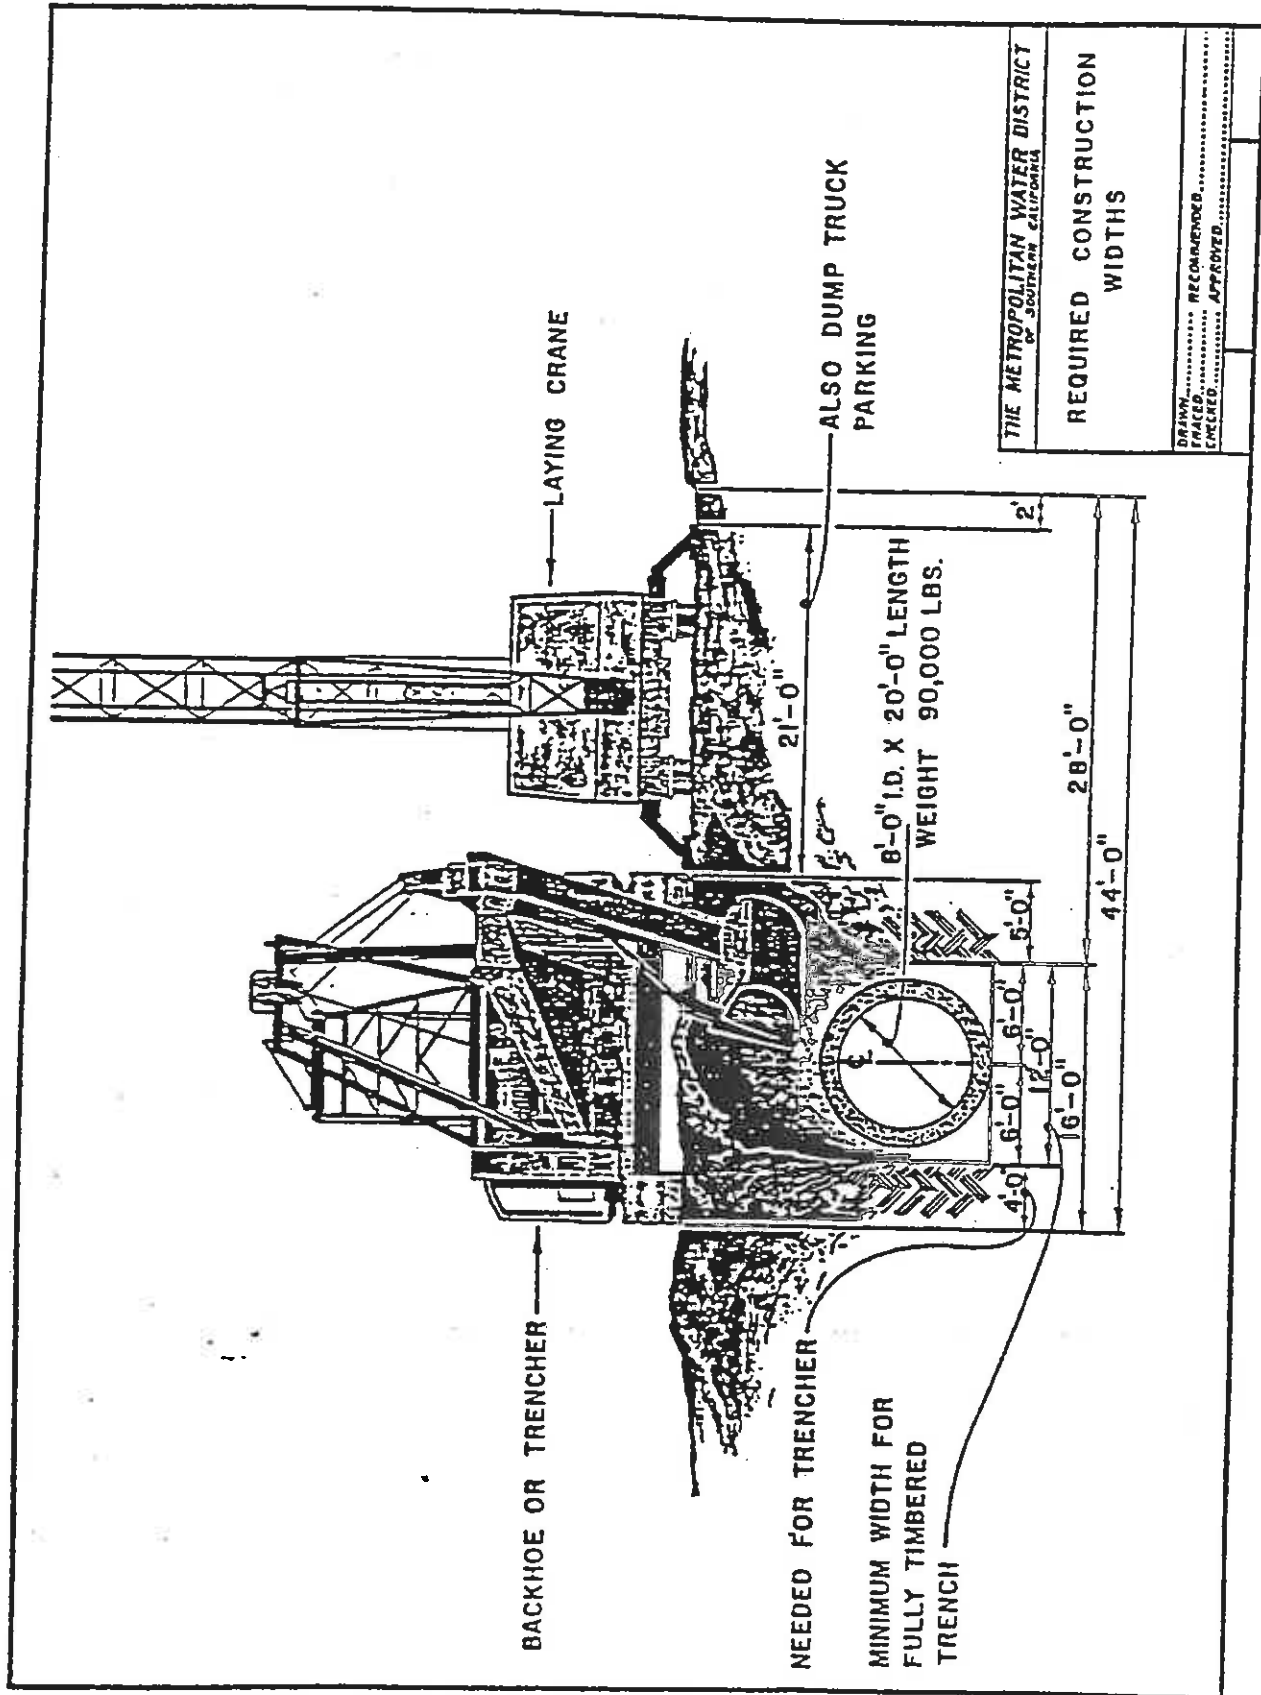 BACKHOE OR TRENCHER
LAYING CRANE
NEEDED FOR TRENCHER
MINIMUM WIDTH FOR
FULLY TIMBERED
TRENCH
21'-0"
ALSO DUMP TRUCK
PARKING
8'-0" I.D. X 20'-0" LENGTH
WEIGHT 90,000 LBS.
℄
4'-0"
6'-0"
6'-0"
5'-0"
2'
12'-0"
16'-0"
28'-0"
44'-0"
THE METROPOLITAN WATER DISTRICT
OF SOUTHERN CALIFORNIA
REQUIRED CONSTRUCTION
WIDTHS
DRAWN.......... RECOMMENDED..........
TRACED..........
CHECKED.......... APPROVED..........